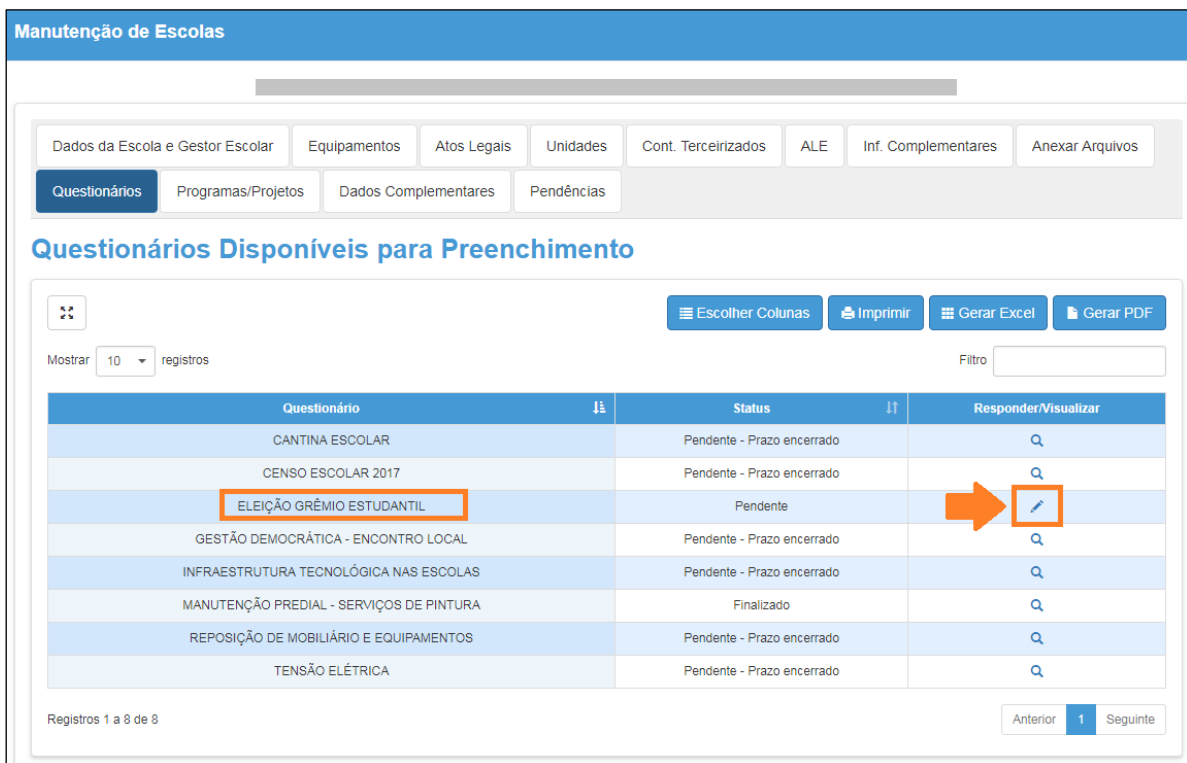 Manutenção de Escolas
Dados da Escola e Gestor Escolar Equipamentos Atos Legais Unidades Cont. Terceirizados ALE Inf. Complementares Anexar Arquivos
Questionários Programas/Projetos Dados Complementares Pendências
Questionários Disponíveis para Preenchimento
Escolher Colunas Imprimir Gerar Excel Gerar PDF
Mostrar 10 registros Filtro
Questionário Status Responder/Visualizar
CANTINA ESCOLAR Pendente - Prazo encerrado
CENSO ESCOLAR 2017 Pendente - Prazo encerrado
ELEIÇÃO GRÊMIO ESTUDANTIL Pendente
GESTÃO DEMOCRÁTICA - ENCONTRO LOCAL Pendente - Prazo encerrado
INFRAESTRUTURA TECNOLÓGICA NAS ESCOLAS Pendente - Prazo encerrado
MANUTENÇÃO PREDIAL - SERVIÇOS DE PINTURA Finalizado
REPOSIÇÃO DE MOBILIÁRIO E EQUIPAMENTOS Pendente - Prazo encerrado
TENSÃO ELÉTRICA Pendente - Prazo encerrado
Registros 1 a 8 de 8 Anterior 1 Seguinte